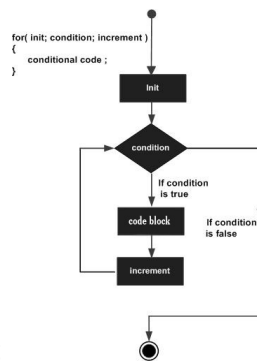 for( init; condition; increment )
{
conditional code ;
}
Init
condition
If condition
is true
code block
If condition
is false
increment